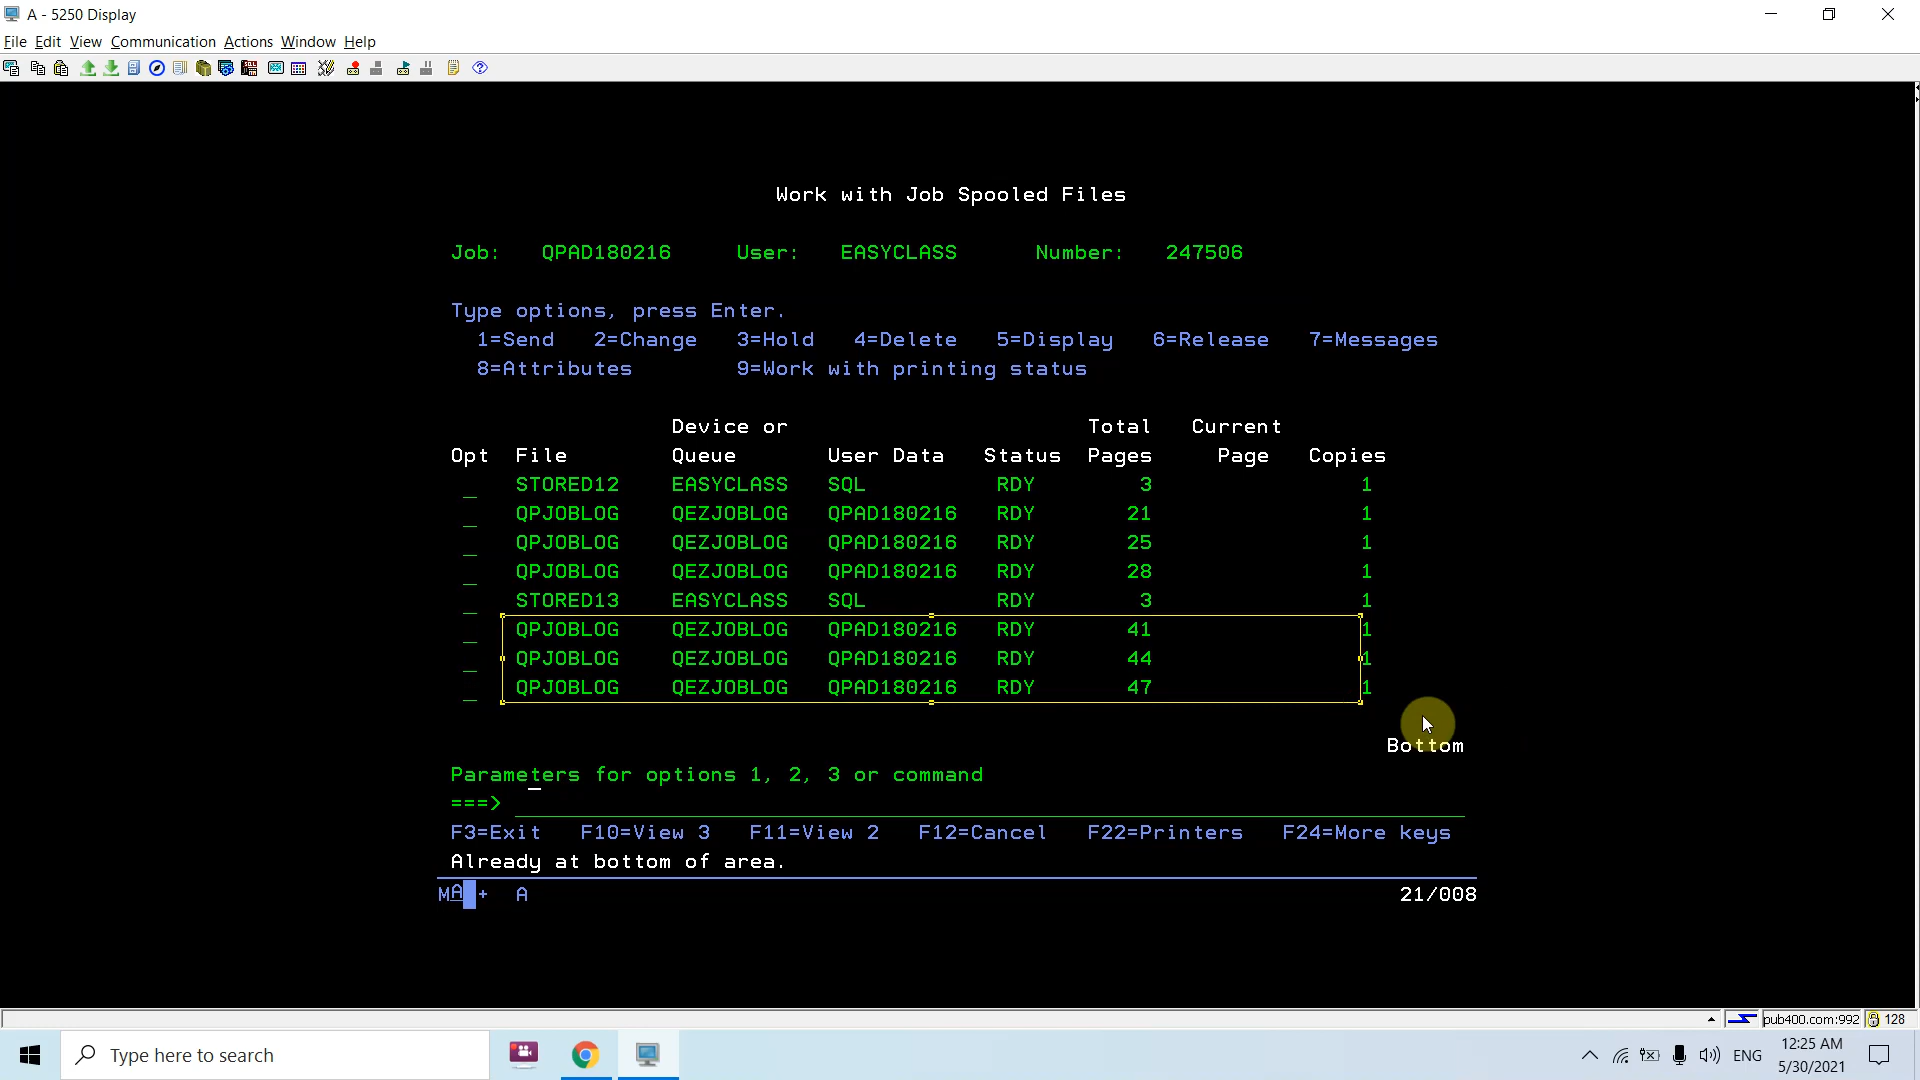 A - 5250 Display
File Edit View Communication Actions Window Help
Work with Job Spooled Files
Job: QPAD180216 User: EASYCLASS Number: 247506
Type options, press Enter.
1=Send 2=Change 3=Hold 4=Delete 5=Display 6=Release 7=Messages
8=Attributes 9=Work with printing status
Device or Total Current
Opt File Queue User Data Status Pages Page Copies
STORED12 EASYCLASS SQL RDY 3 1
QPJOBLOG QEZJOBLOG QPAD180216 RDY 21 1
QPJOBLOG QEZJOBLOG QPAD180216 RDY 25 1
QPJOBLOG QEZJOBLOG QPAD180216 RDY 28 1
STORED13 EASYCLASS SQL RDY 3 1
QPJOBLOG QEZJOBLOG QPAD180216 RDY 41 1
QPJOBLOG QEZJOBLOG QPAD180216 RDY 44 1
QPJOBLOG QEZJOBLOG QPAD180216 RDY 47 1
Bottom
Parameters for options 1, 2, 3 or command
===>
F3=Exit F10=View 3 F11=View 2 F12=Cancel F22=Printers F24=More keys
Already at bottom of area.
MA + A 21/008
pub400.com:992 128
Type here to search
ENG
12:25 AM
5/30/2021